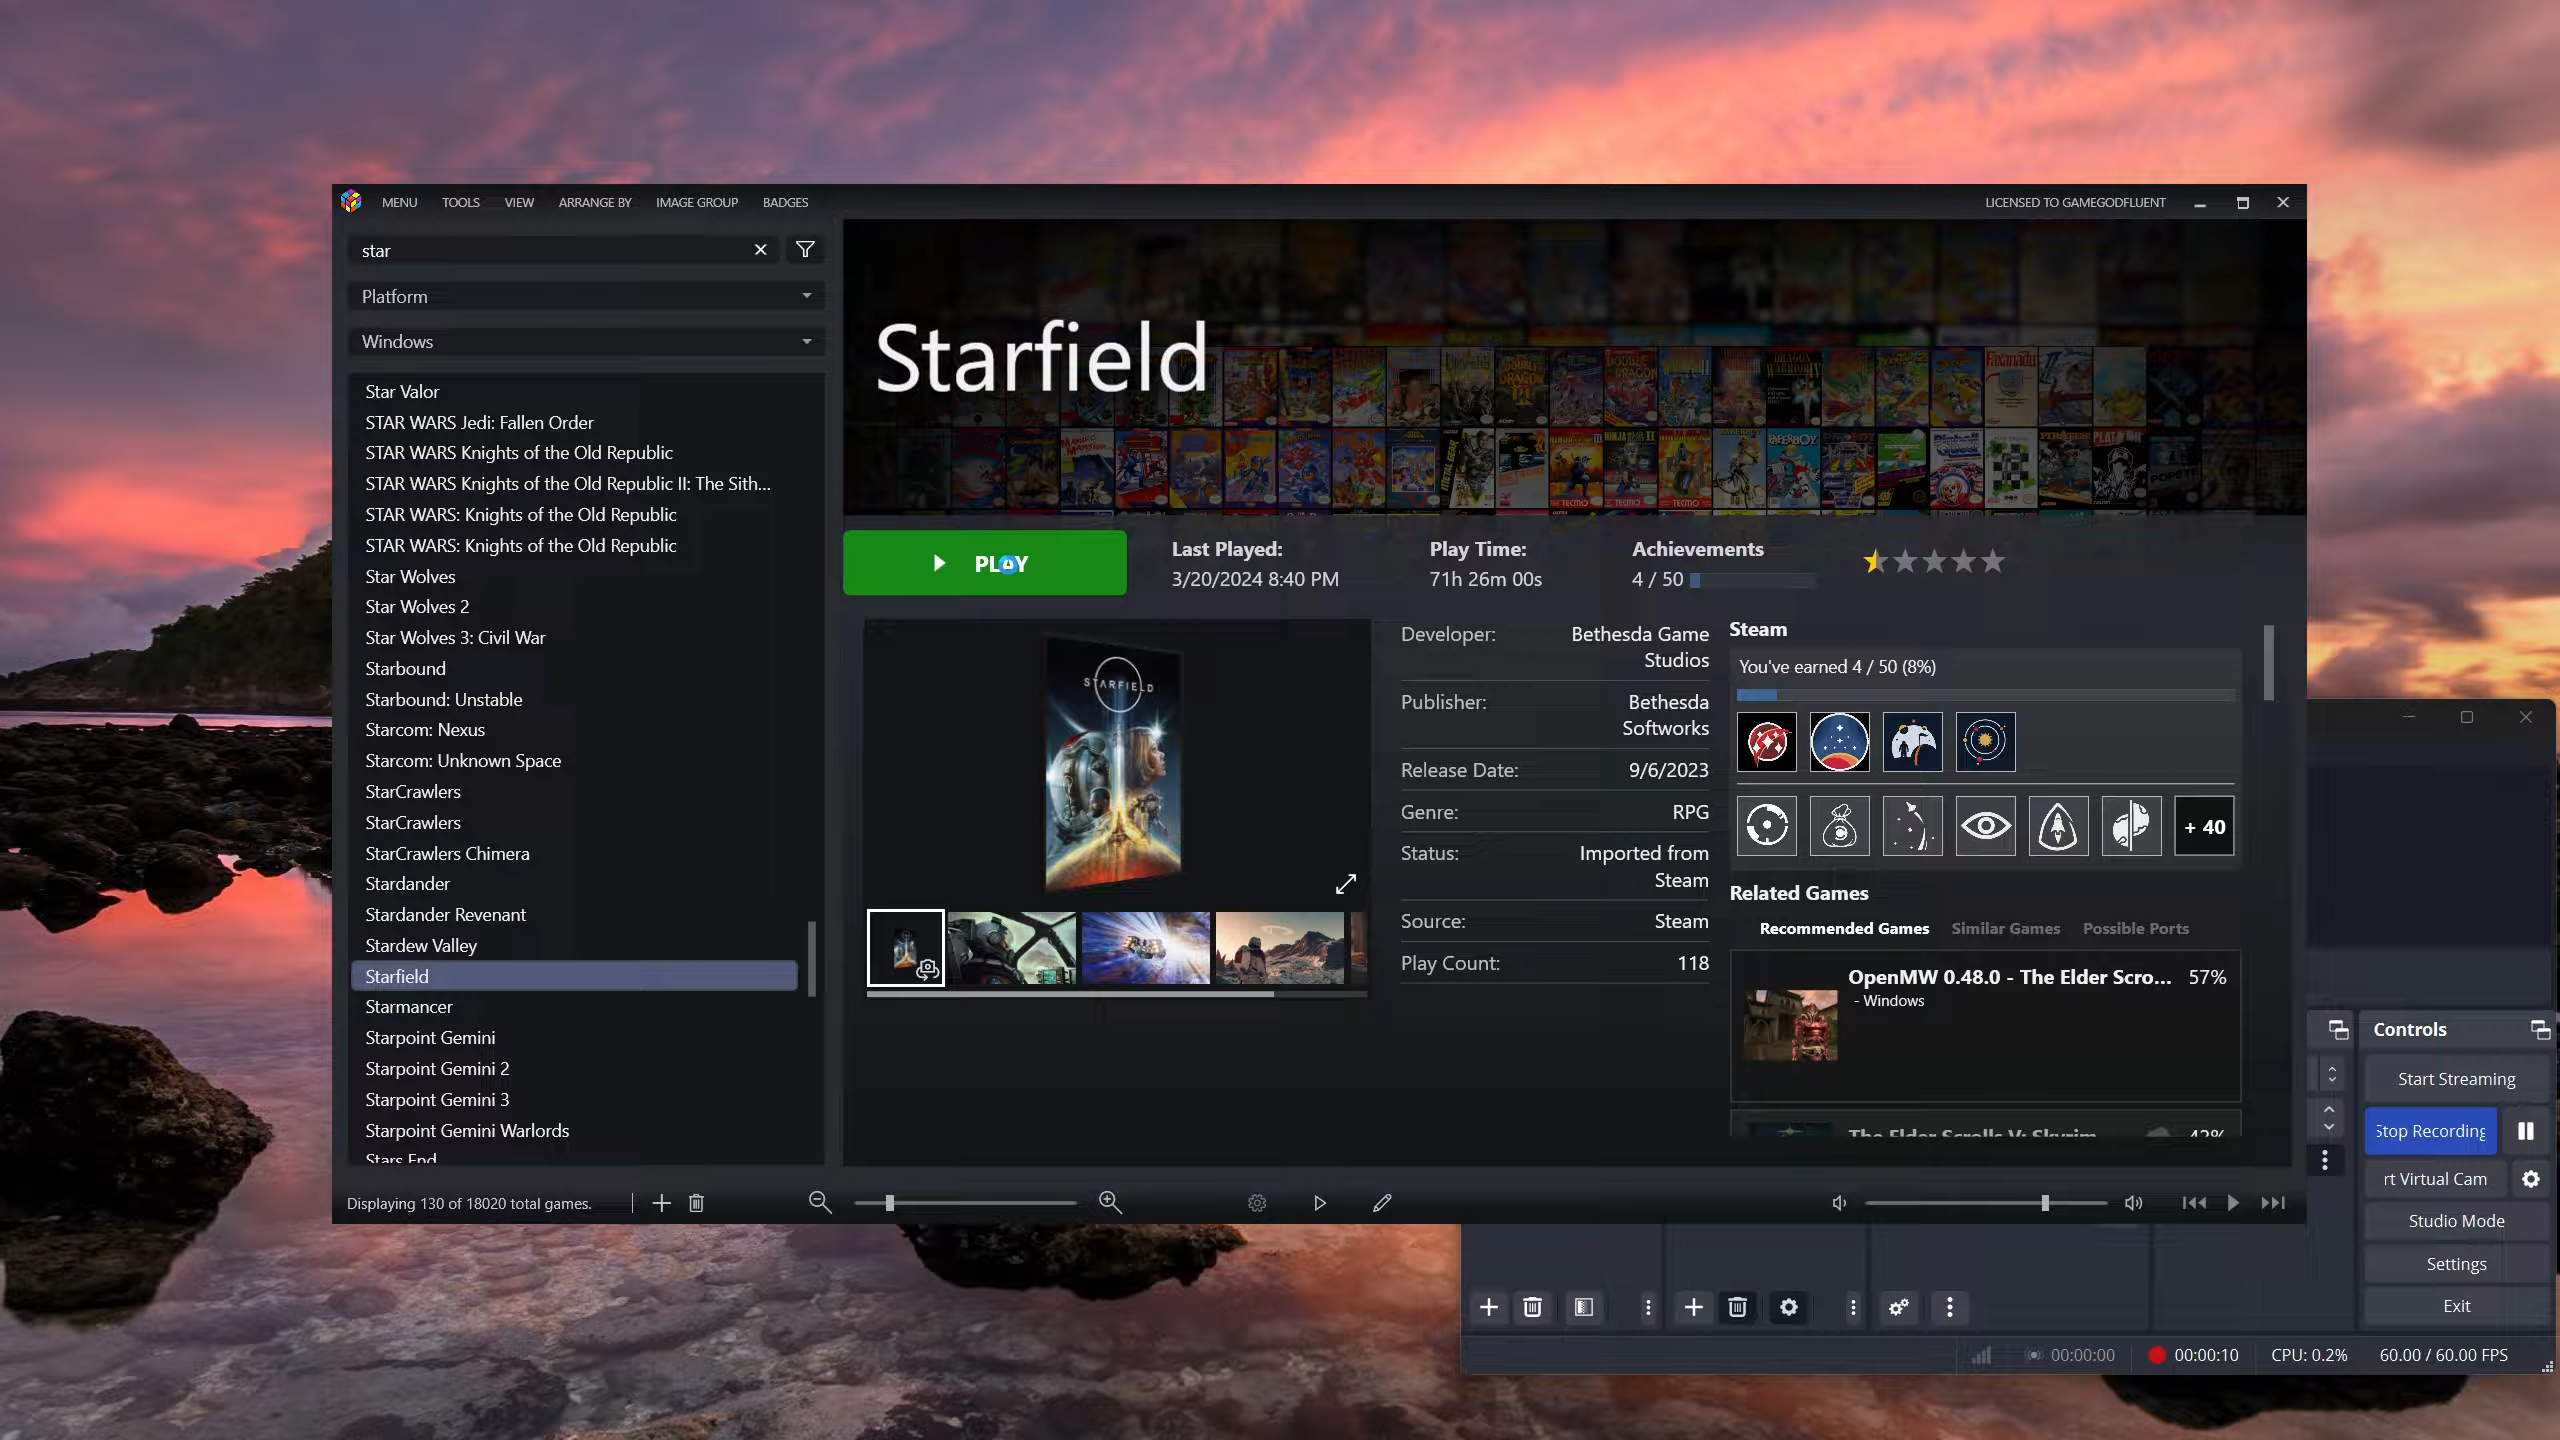 MENU TOOLS VIEW ARRANGE BY IMAGE GROUP BADGES LICENSED TO GAMEGODFLUENT
star
Platform
Windows
Star Valor
STAR WARS Jedi: Fallen Order
STAR WARS Knights of the Old Republic
STAR WARS Knights of the Old Republic II: The Sith...
STAR WARS: Knights of the Old Republic
STAR WARS: Knights of the Old Republic
Star Wolves
Star Wolves 2
Star Wolves 3: Civil War
Starbound
Starbound: Unstable
Starcom: Nexus
Starcom: Unknown Space
StarCrawlers
StarCrawlers
StarCrawlers Chimera
Stardander
Stardander Revenant
Stardew Valley
Starfield
Starmancer
Starpoint Gemini
Starpoint Gemini 2
Starpoint Gemini 3
Starpoint Gemini Warlords
Stars End
Displaying 130 of 18020 total games.
Starfield
PLAY
Last Played:
3/20/2024 8:40 PM
Play Time:
71h 26m 00s
Achievements
4 / 50
STARFIELD
Developer: Bethesda Game
Studios
Publisher: Bethesda
Softworks
Release Date: 9/6/2023
Genre: RPG
Status: Imported from
Steam
Source: Steam
Play Count: 118
Steam
You've earned 4 / 50 (8%)
+ 40
Related Games
Recommended Games Similar Games Possible Ports
OpenMW 0.48.0 - The Elder Scro... 57%
- Windows
The Elder Scrolls V: Skyrim 42%
Controls
Start Streaming
Stop Recording
rt Virtual Cam
Studio Mode
Settings
Exit
00:00:00 00:00:10 CPU: 0.2% 60.00 / 60.00 FPS